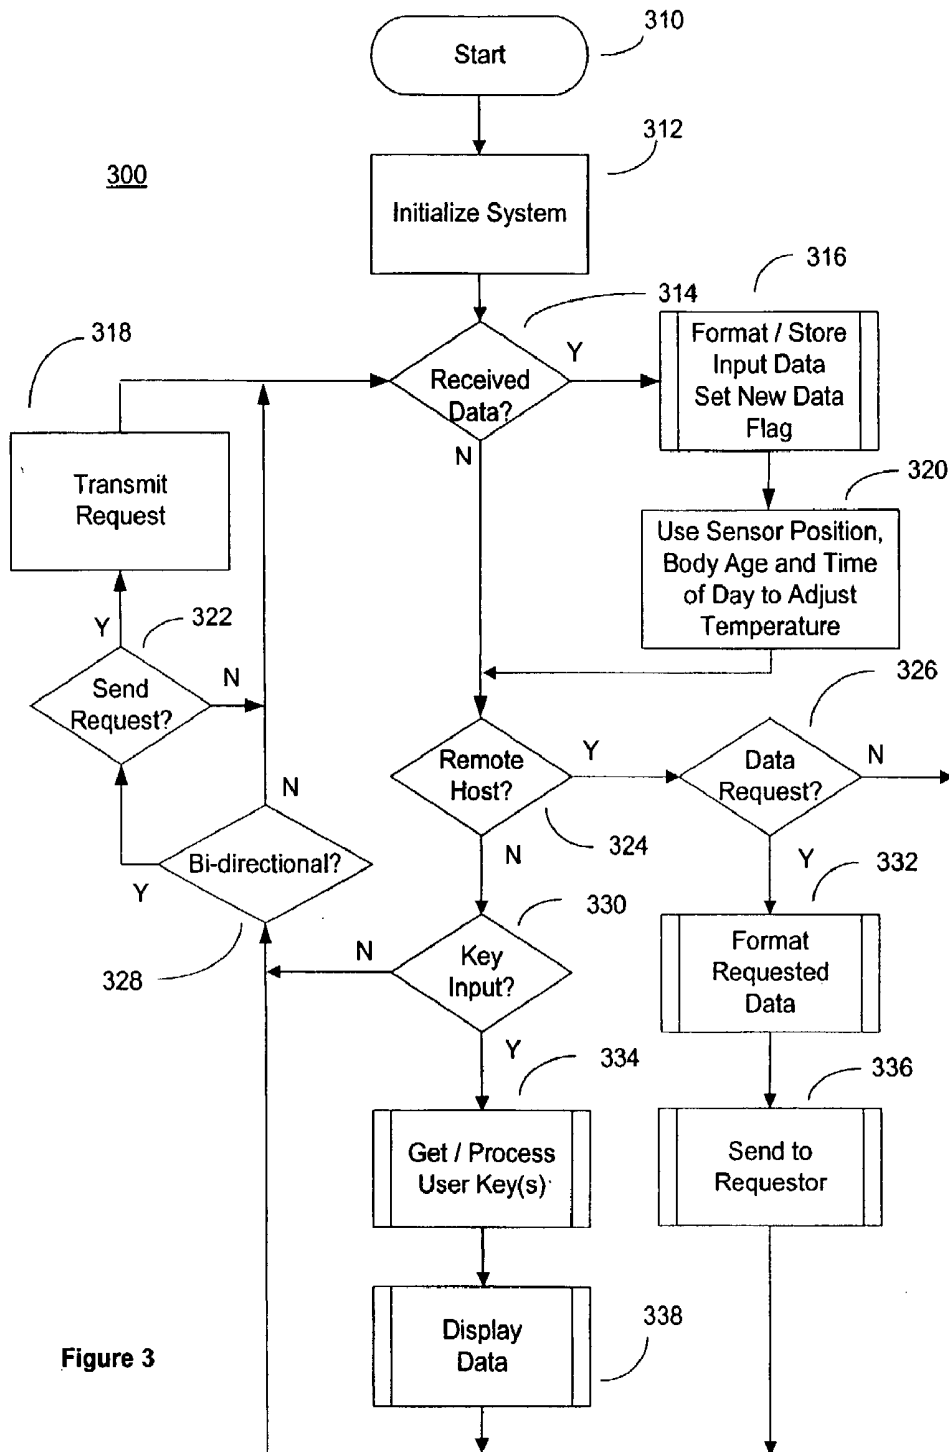 310
Start
312
300
Initialize System
316
314
318
Format / Store
Input Data
Set New Data
Flag
Y
Received
Data?
N
320
Transmit
Request
Use Sensor Position,
Body Age and Time
of Day to Adjust
Temperature
322
Y
326
Send
Request?
N
Remote
Host?
Y
Data
Request?
N
N
324
Bi-directional?
Y
N
Y
332
330
328
N
Key
Input?
Format
Requested
Data
Y
334
336
Get / Process
User Key(s)
Send to
Requestor
338
Display
Data
Figure 3